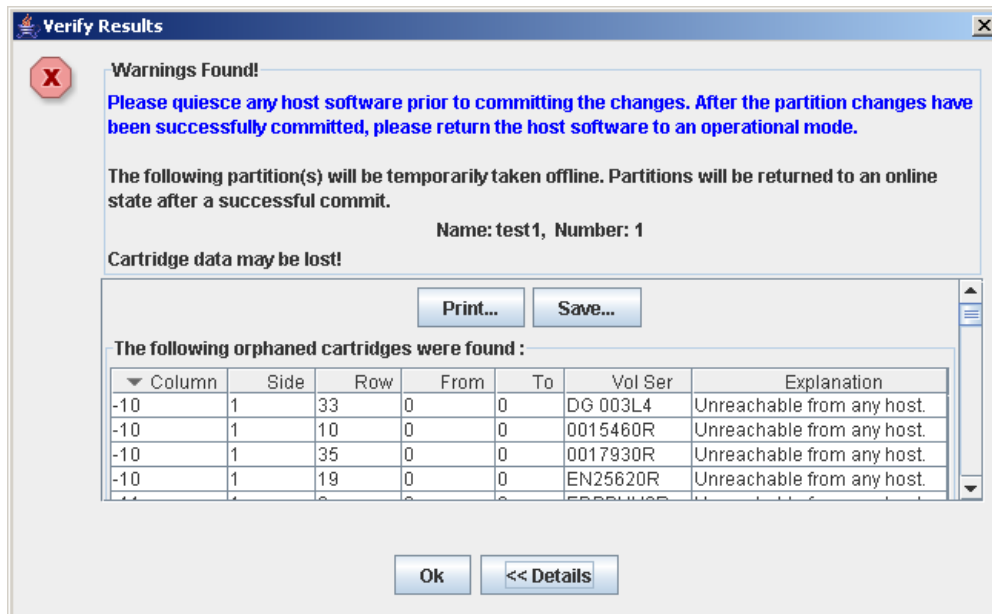 Verify Results
Warnings Found!
Please quiesce any host software prior to committing the changes. After the partition changes have
been successfully committed, please return the host software to an operational mode.
The following partition(s) will be temporarily taken offline. Partitions will be returned to an online
state after a successful commit.
Name: test1, Number: 1
Cartridge data may be lost!
Print... Save...
The following orphaned cartridges were found :
Column Side Row From To Vol Ser Explanation
-10 1 33 0 0 DG 003L4 Unreachable from any host.
-10 1 10 0 0 0015460R Unreachable from any host.
-10 1 35 0 0 0017930R Unreachable from any host.
-10 1 19 0 0 EN25620R Unreachable from any host.
Ok << Details